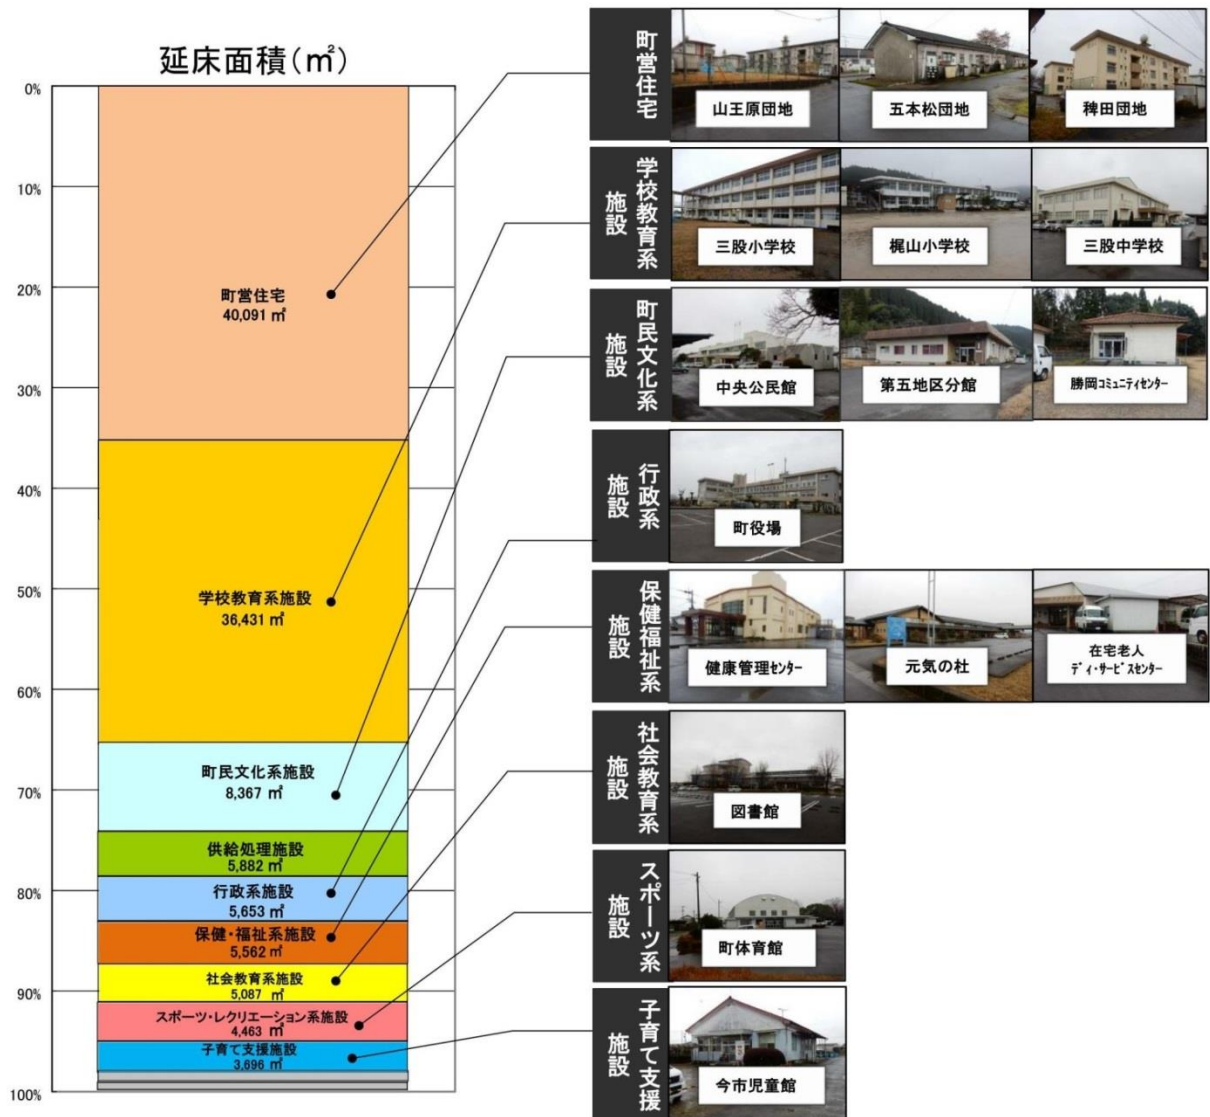 延床面積(㎡)
0%
10%
20%
30%
40%
50%
60%
70%
80%
90%
100%
町営住宅
40,091 ㎡
学校教育系施設
36,431 ㎡
町民文化系施設
8,367 ㎡
供給処理施設
5,882 ㎡
行政系施設
5,653 ㎡
保健・福祉系施設
5,562 ㎡
社会教育系施設
5,087 ㎡
スポーツ・レクリエーション系施設
4,463 ㎡
子育て支援施設
3,696 ㎡
町営住宅
山王原団地
五本松団地
稗田団地
学校教育系
施設
三股小学校
梶山小学校
三股中学校
町民文化系
施設
中央公民館
第五地区分館
勝岡コミュニティセンター
行政系
施設
町役場
保健福祉系
施設
健康管理センター
元気の杜
在宅老人
ディ・サービスセンター
社会教育系
施設
図書館
スポーツ系
施設
町体育館
子育て支援
施設
今市児童館